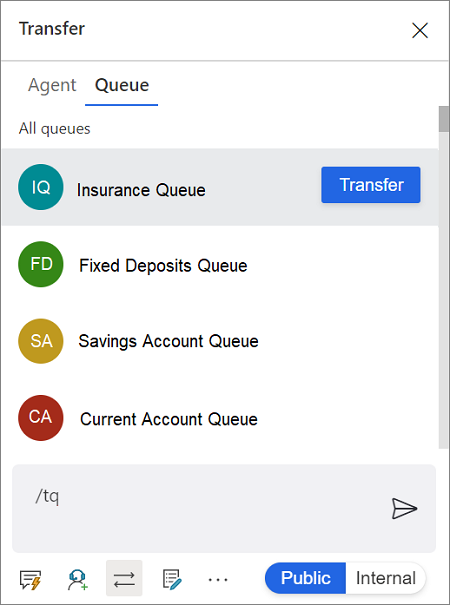 Transfer
Agent Queue
All queues
IQ Insurance Queue Transfer
FD Fixed Deposits Queue
SA Savings Account Queue
CA Current Account Queue
/tq
Public Internal